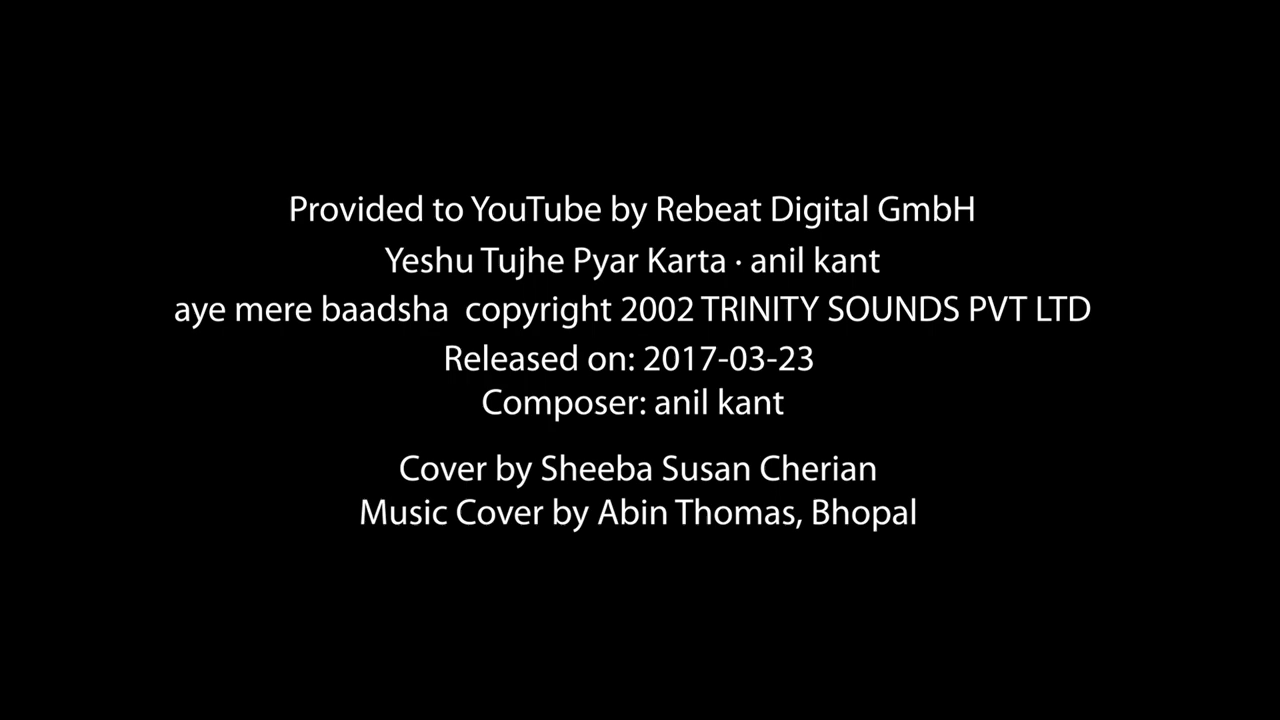 Provided to YouTube by Rebeat Digital GmbH
Yeshu Tujhe Pyar Karta · anil kant
aye mere baadsha  copyright 2002 TRINITY SOUNDS PVT LTD
Released on: 2017-03-23
Composer: anil kant
Cover by Sheeba Susan Cherian
Music Cover by Abin Thomas, Bhopal